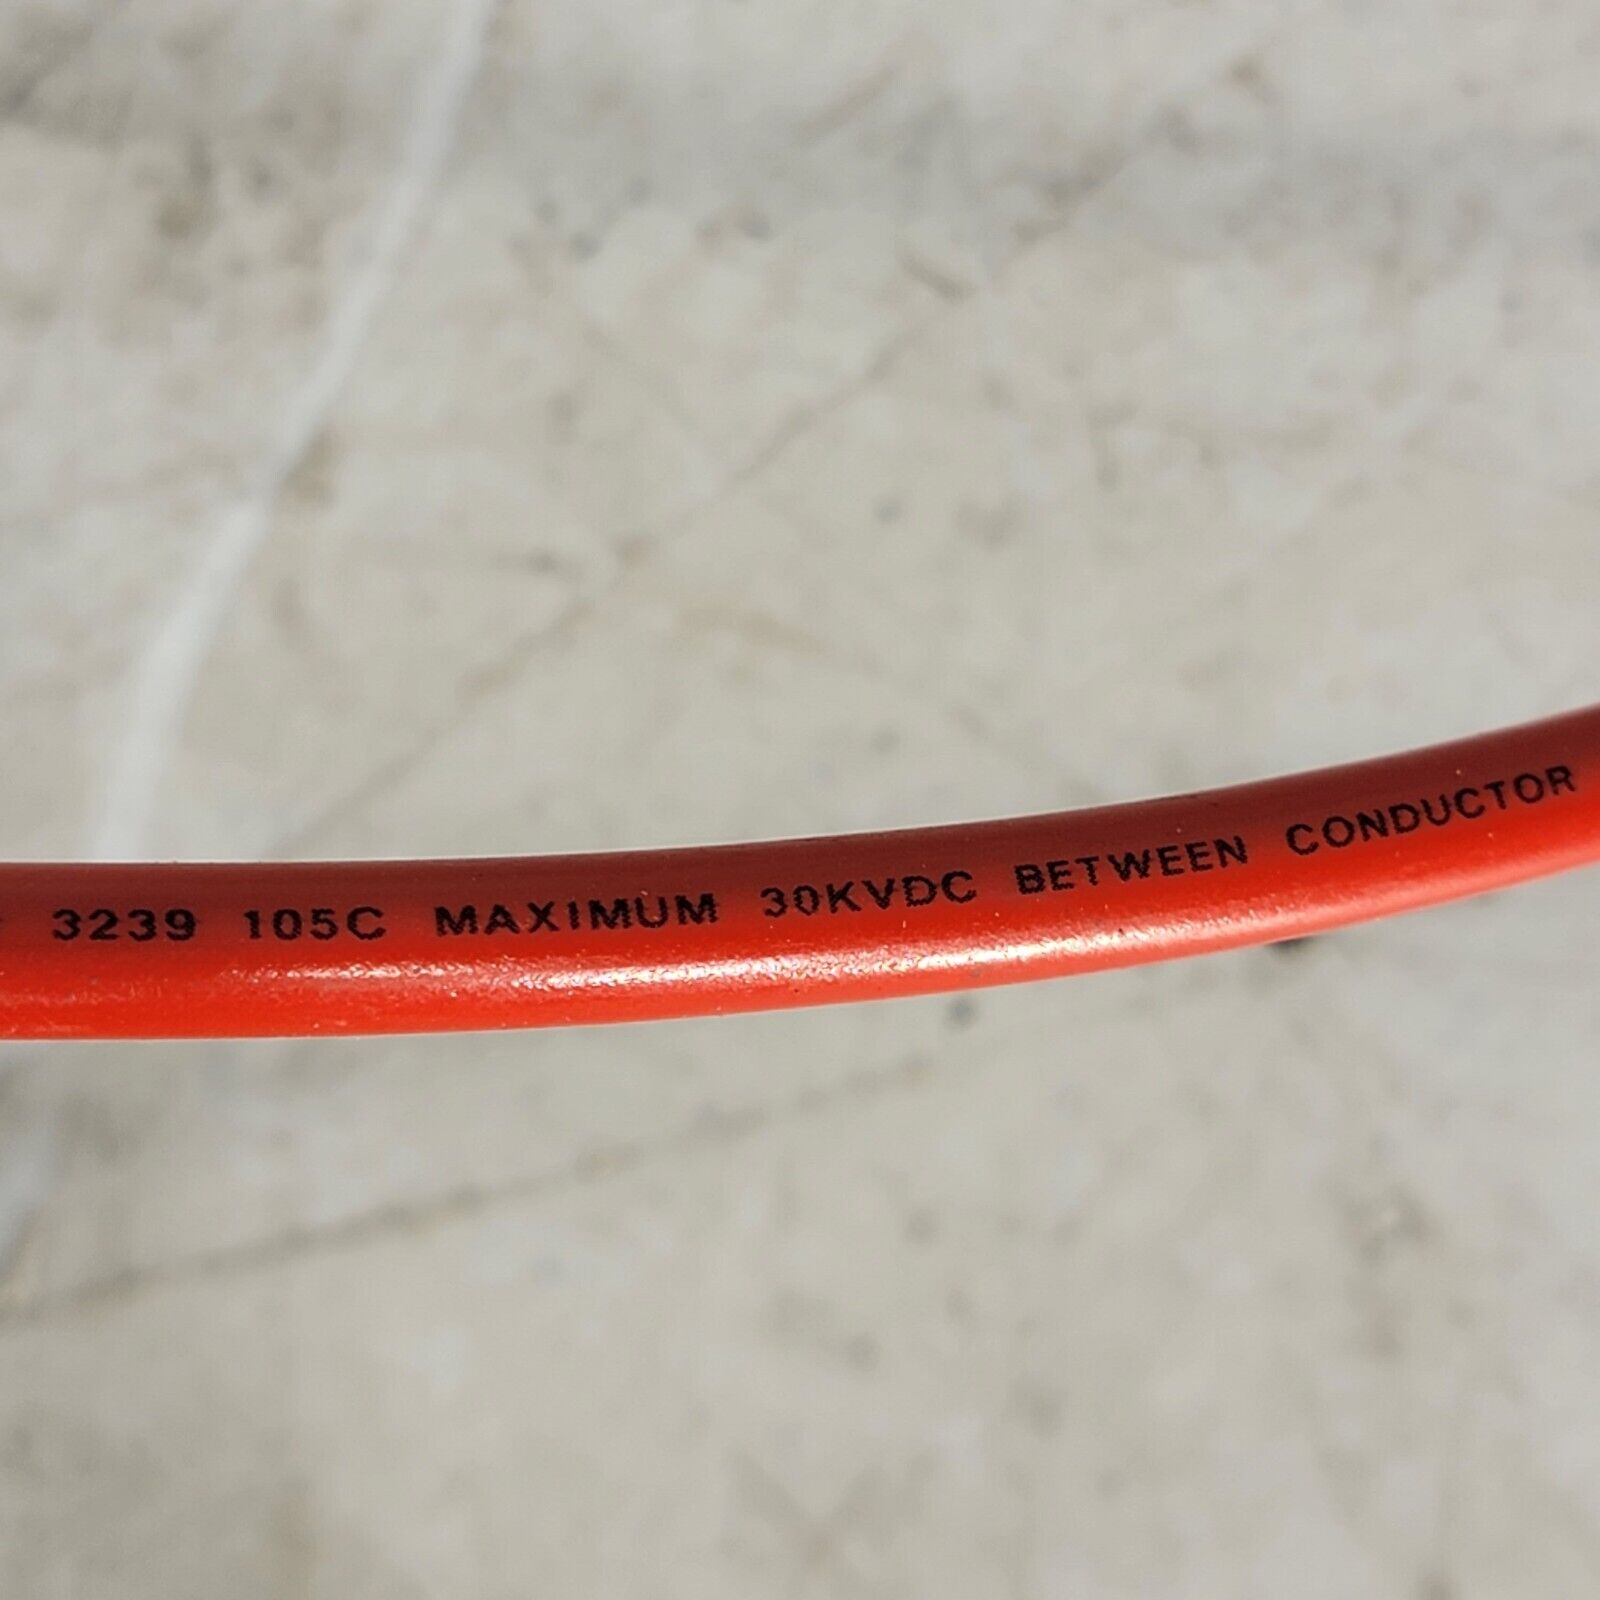 3239 105C MAXIMUM 30KVDC BETWEEN CONDUCTOR